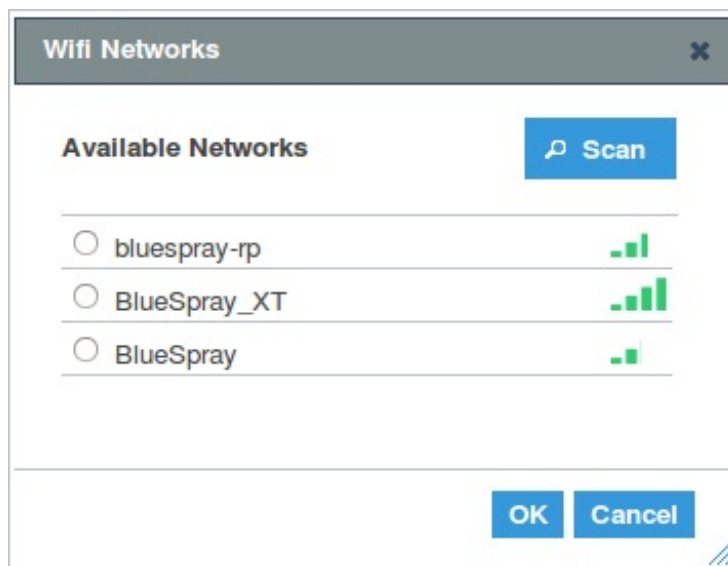 Wifi Networks
Available Networks
Scan
bluespray-rp
BlueSpray_XT
BlueSpray
OK Cancel